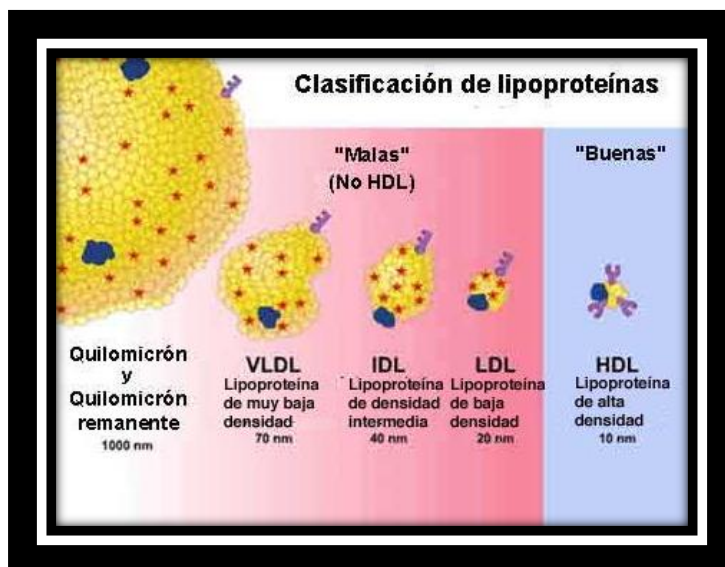 Clasificación de lipoproteínas
"Malas"
(No HDL)
"Buenas"
Quilomicrón
y
Quilomicrón
remanente
1000 nm
VLDL
Lipoproteína
de muy baja
densidad
70 nm
IDL
Lipoproteína
de densidad
intermedia
40 nm
LDL
Lipoproteína
de baja
densidad
20 nm
HDL
Lipoproteína
de alta
densidad
10 nm